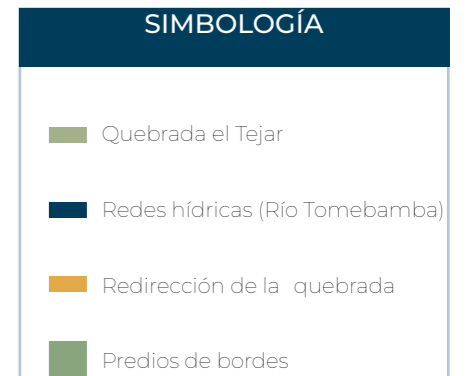 SIMBOLOGÍA
Quebrada el Tejar
Redes hídricas (Río Tomebamba)
Redirección de la quebrada
Predios de bordes